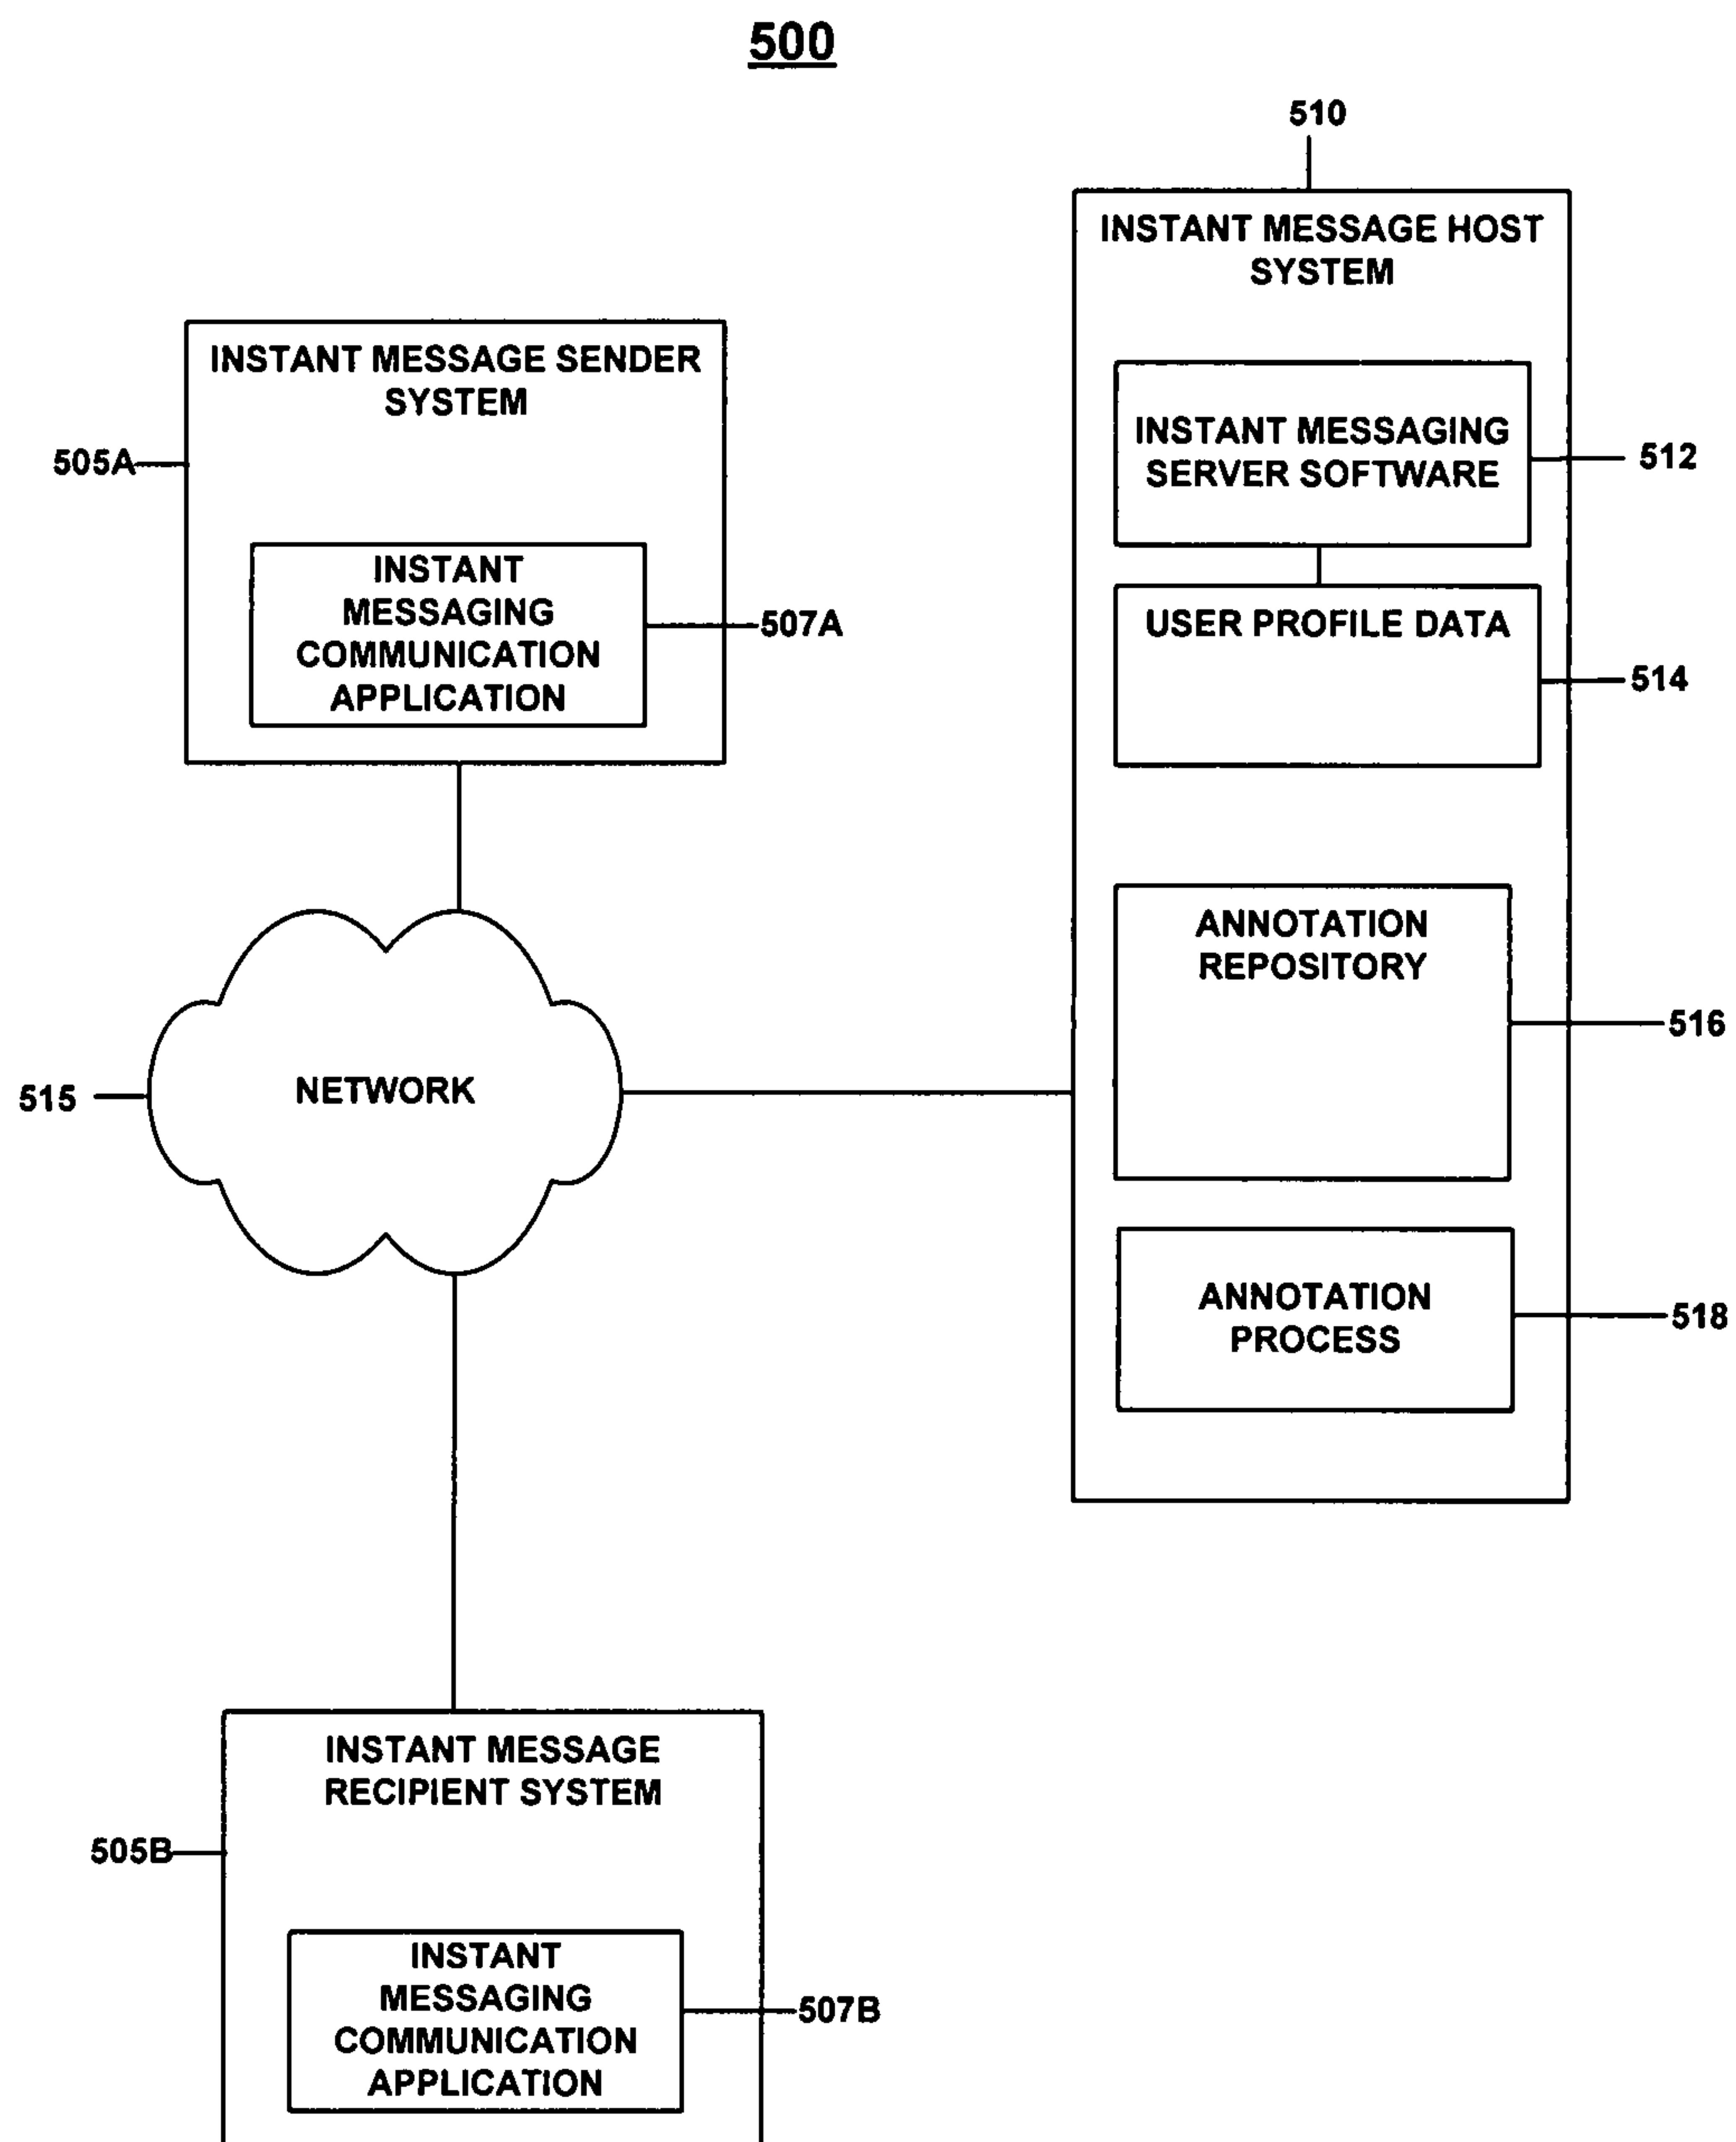 500
510
INSTANT MESSAGE HOST
SYSTEM
INSTANT MESSAGE SENDER
SYSTEM
505A
INSTANT
MESSAGING
COMMUNICATION
APPLICATION
507A
INSTANT MESSAGING
SERVER SOFTWARE
512
USER PROFILE DATA
514
ANNOTATION
REPOSITORY
516
515
NETWORK
ANNOTATION
PROCESS
518
INSTANT MESSAGE
RECIPIENT SYSTEM
505B
INSTANT
MESSAGING
COMMUNICATION
APPLICATION
507B